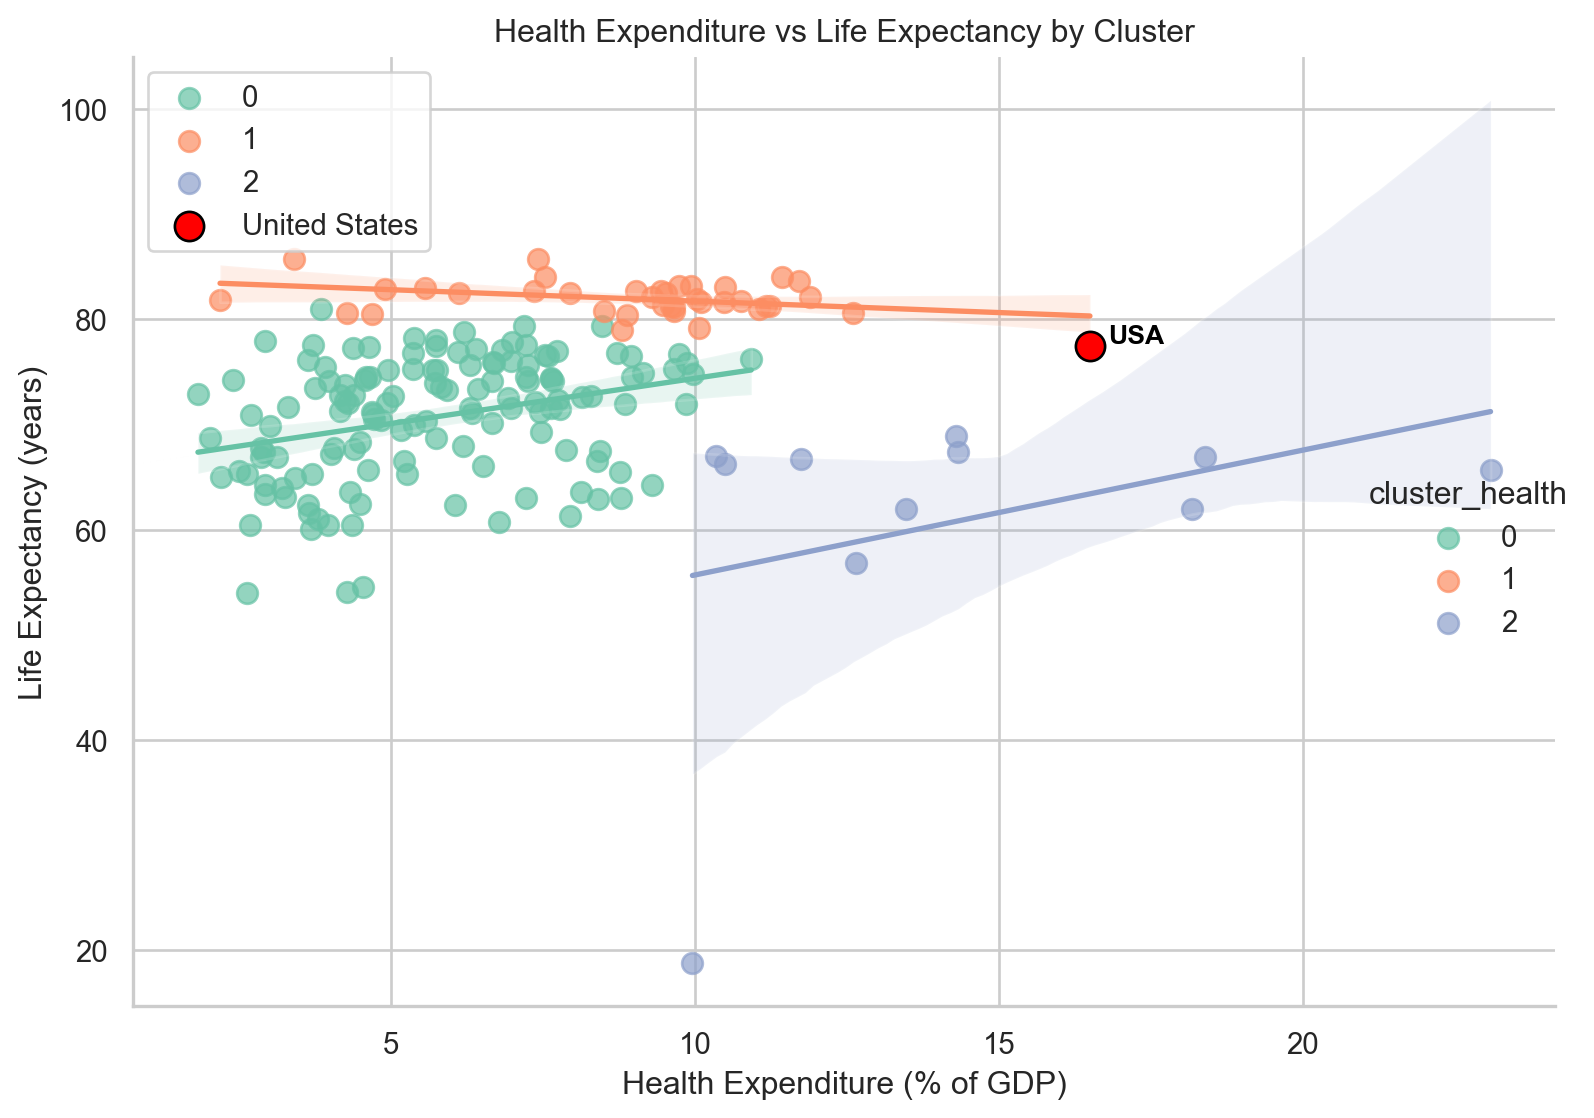 Health Expenditure vs Life Expectancy by Cluster
0
1
2
United States
100
80
60
40
20
Life Expectancy (years)
USA
cluster_health
0
1
2
5
10
15
20
Health Expenditure (% of GDP)